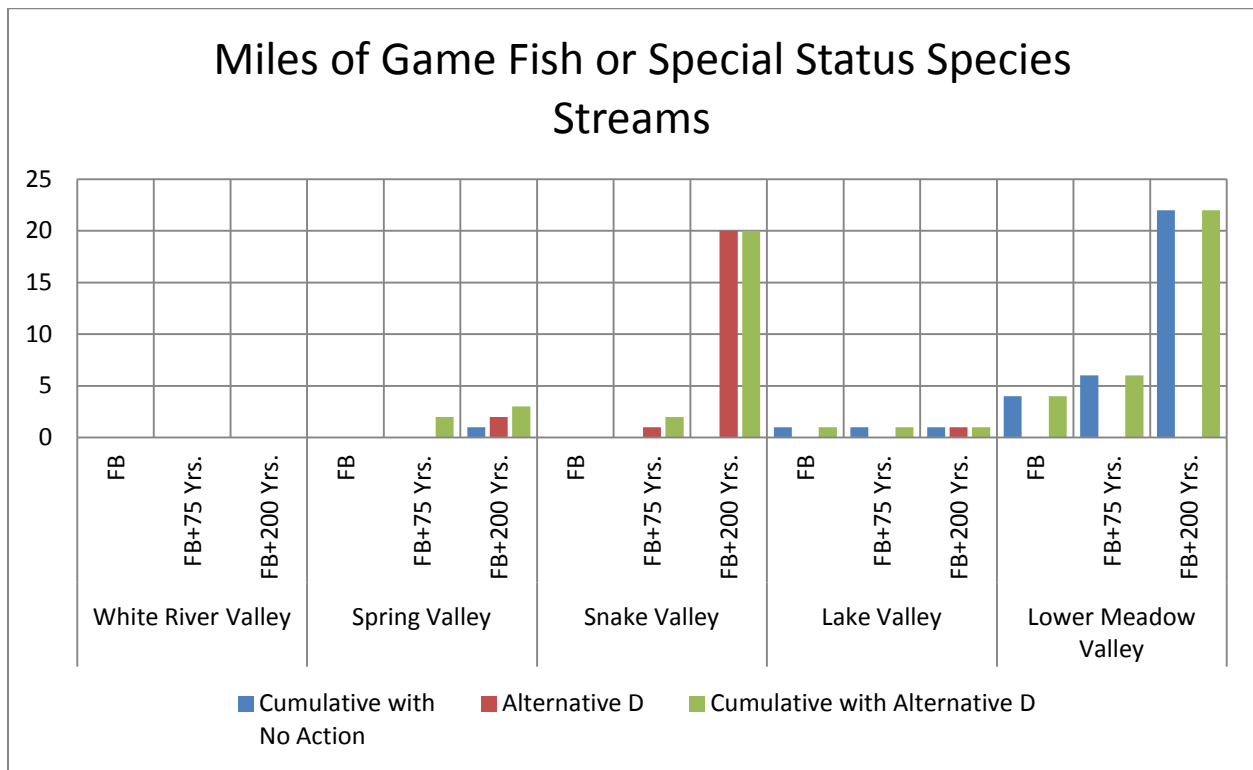 Miles of Game Fish or Special Status Species
Streams
25
20
15
10
5
0
FB
FB+75 Yrs.
FB+200 Yrs.
FB
FB+75 Yrs.
FB+200 Yrs.
FB
FB+75 Yrs.
FB+200 Yrs.
FB
FB+75 Yrs.
FB+200 Yrs.
FB
FB+75 Yrs.
FB+200 Yrs.
White River Valley
Spring Valley
Snake Valley
Lake Valley
Lower Meadow
Valley
Cumulative with
No Action
Alternative D
Cumulative with Alternative D